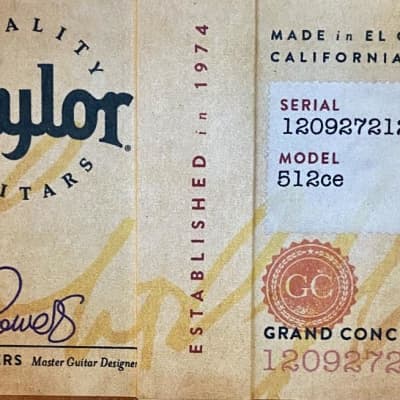 ALITY
aylor
ITARS
ERS Master Guitar Designe
ESTABLISHED in 1974
MADE in EL
CALIFORNIA
SERIAL
120927212
MODEL
512ce
GC
GRAND CONC
1209272